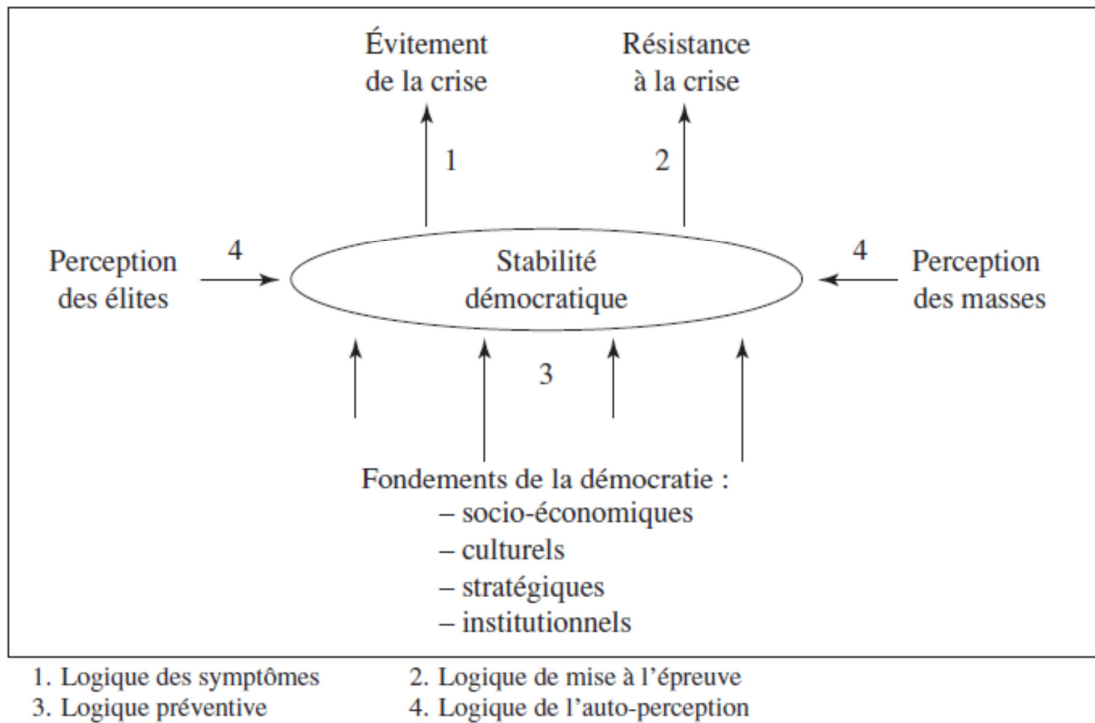 Évitement
de la crise
Résistance
à la crise
1
2
Perception
des élites
4
Stabilité
démocratique
4
Perception
des masses
3
Fondements de la démocratie :
– socio-économiques
– culturels
– stratégiques
– institutionnels
1. Logique des symptômes
2. Logique de mise à l’épreuve
3. Logique préventive
4. Logique de l’auto-perception